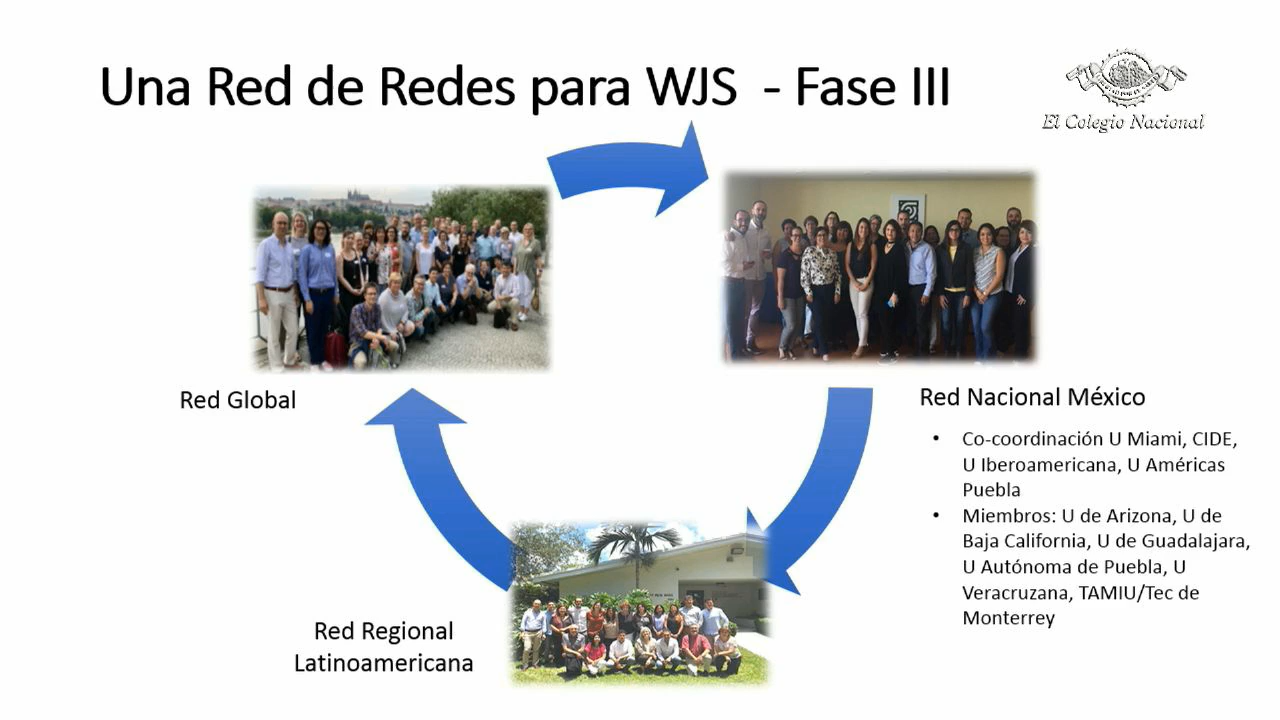 Una Red de Redes para WJS - Fase III
El Colegio Nacional
Red Global
Red Nacional México
• Co-coordinación U Miami, CIDE,
U Iberoamericana, U Américas
Puebla
• Miembros: U de Arizona, U de
Baja California, U de Guadalajara,
U Autónoma de Puebla, U
Veracruzana, TAMIU/Tec de
Monterrey
Red Regional
Latinoamericana